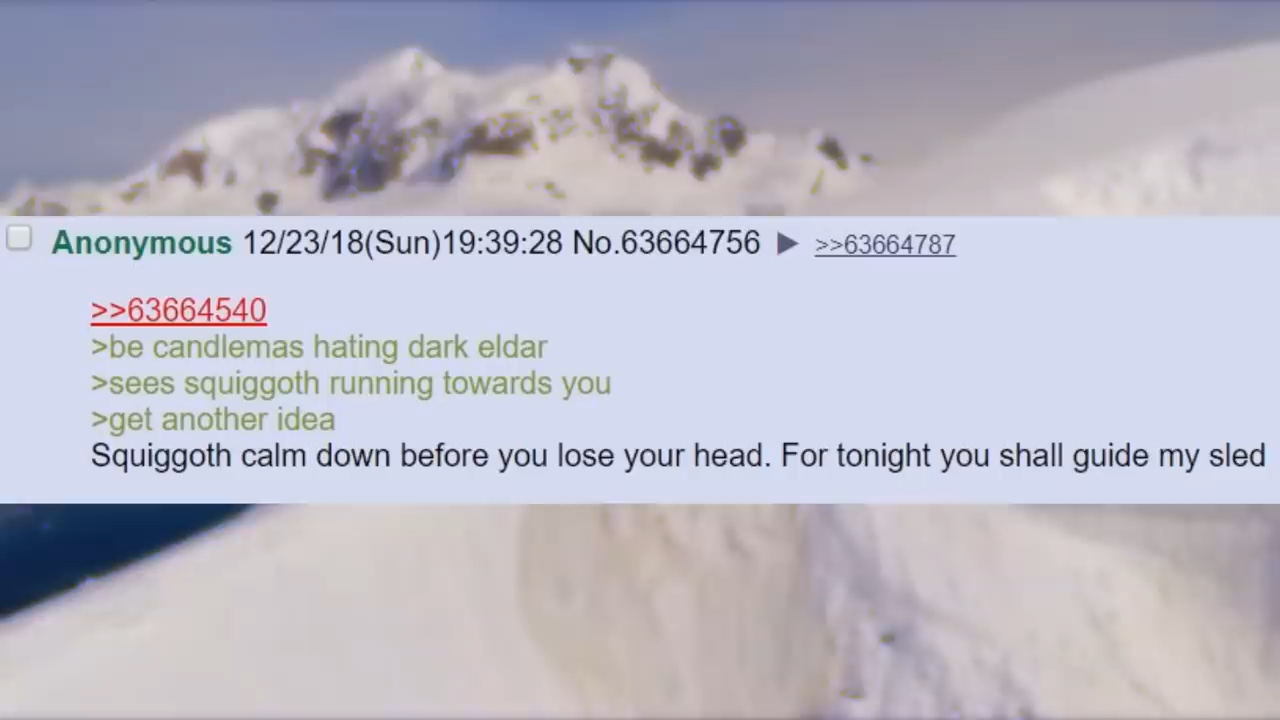 Anonymous 12/23/18(Sun)19:39:28 No.63664756 ▶ >>63664787
>>63664540
>be candlemas hating dark eldar
>sees squiggoth running towards you
>get another idea
Squiggoth calm down before you lose your head. For tonight you shall guide my sled